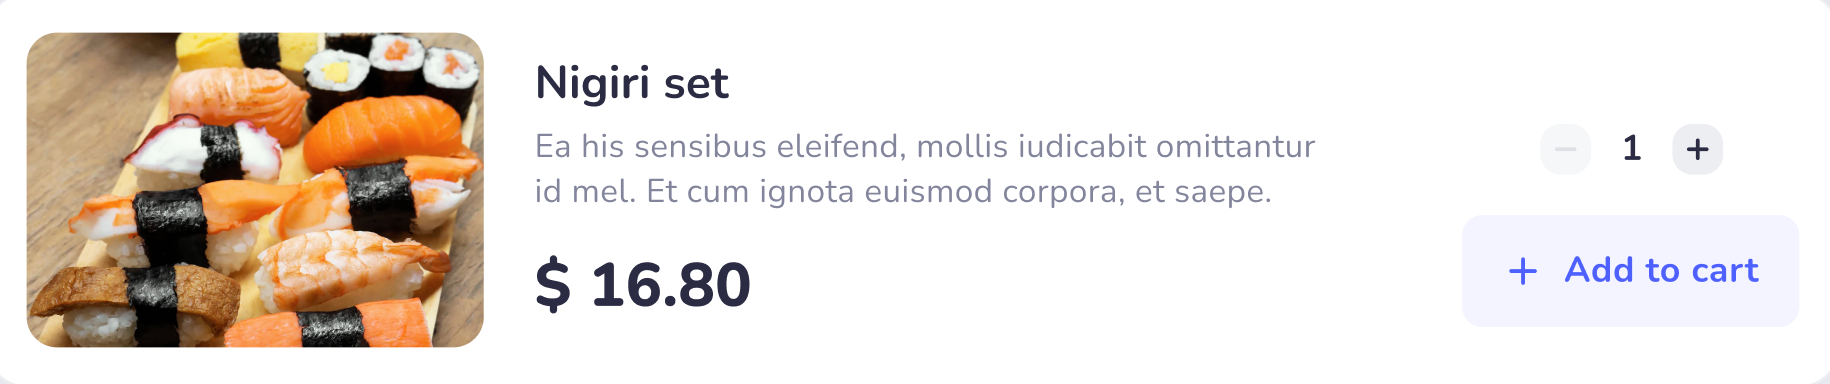 Nigiri set
Ea his sensibus eleifend, mollis iudicabit omittantur
id mel. Et cum ignota euismod corpora, et saepe.
$ 16.80
− 1 +
+ Add to cart